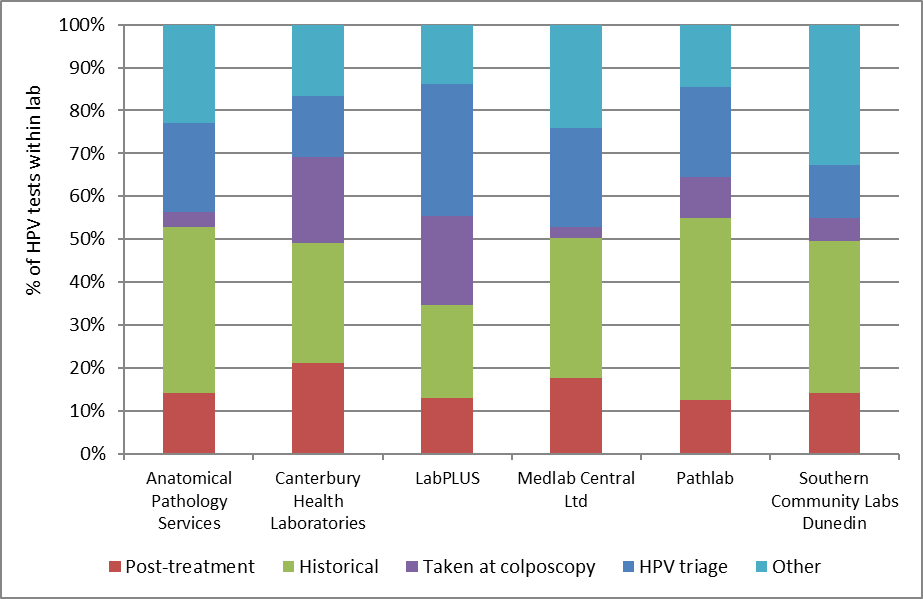 100%
90%
80%
70%
60%
50%
40%
30%
20%
10%
0%
% of HPV tests within lab
Anatomical
Pathology
Services
Canterbury
Health
Laboratories
LabPLUS
Medlab Central
Ltd
Pathlab
Southern
Community Labs
Dunedin
Post-treatment
Historical
Taken at colposcopy
HPV triage
Other